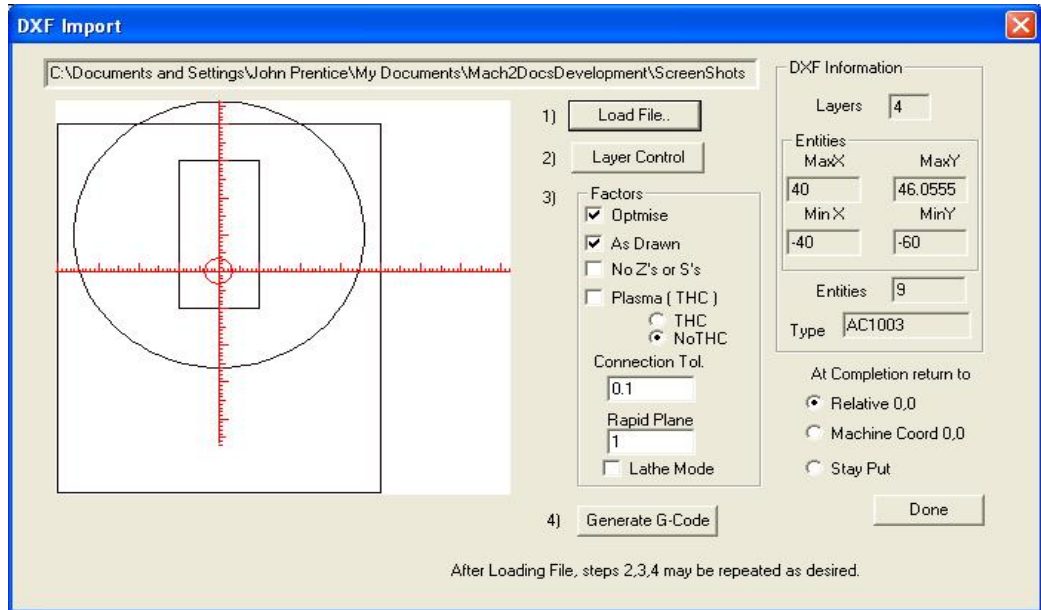 DXF Import
C:\Documents and Settings\John Prentice\My Documents\Mach2DocsDevelopment\ScreenShots
1) Load File..
2) Layer Control
3) Factors
Optmise
As Drawn
No Z's or S's
Plasma ( THC )
THC
NoTHC
Connection Tol.
0.1
Rapid Plane
1
Lathe Mode
4) Generate G-Code
DXF Information
Layers 4
Entities
MaxX MaxY
40 46.0555
Min X MinY
-40 -60
Entities 9
Type AC1003
At Completion return to
Relative 0,0
Machine Coord 0,0
Stay Put
Done
After Loading File, steps 2,3,4 may be repeated as desired.